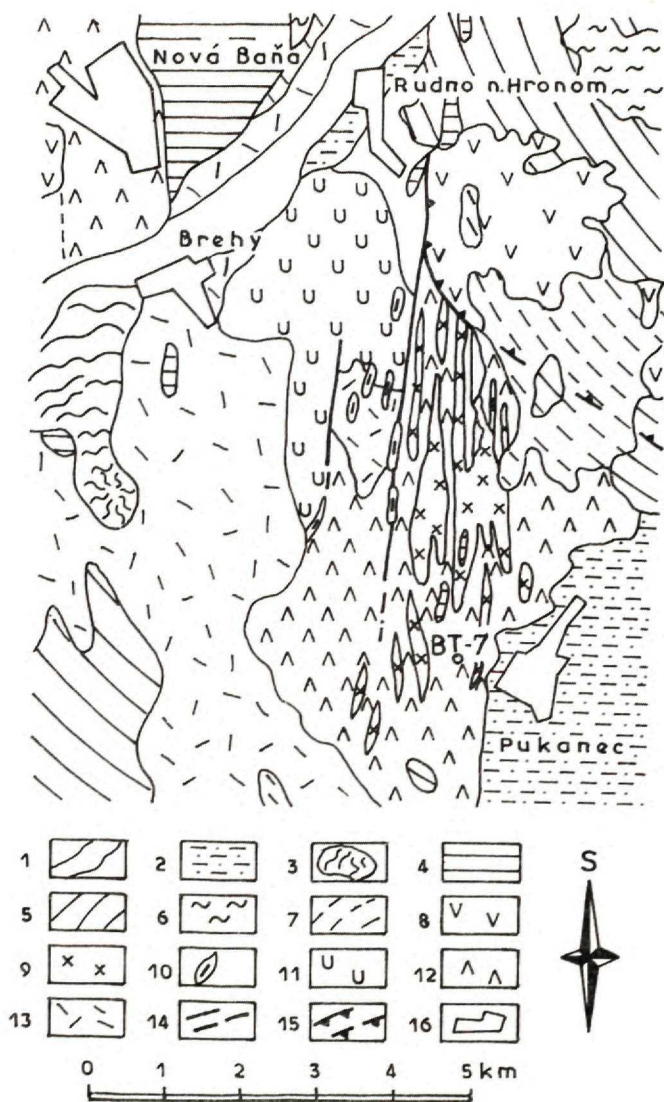 Nová Baňa
Rudno n.Hronom
Brehy
BT-7
Pukanec
1 2 3 4
S
5 6 7 8
9 10 11 12
13 14 15 16
0 1 2 3 4 5 km